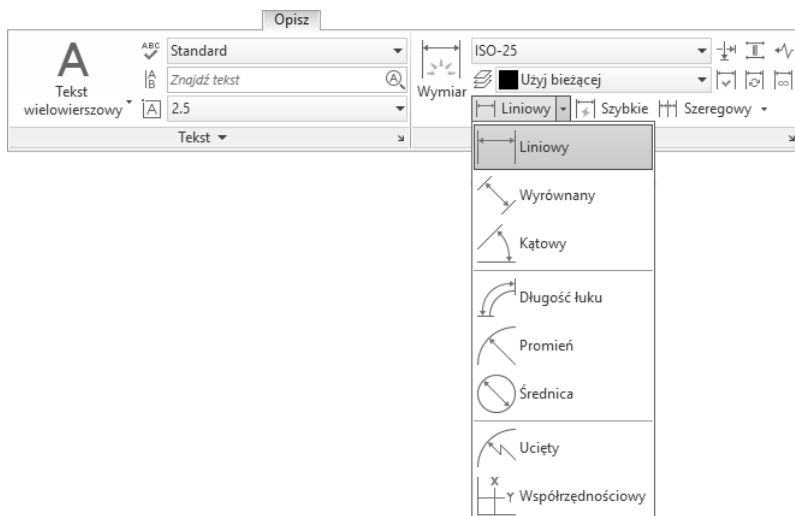 Opisz
A
Tekst
wielowierszowy
ABC
Standard
A
B
Znajdź tekst
A
A
2.5
Tekst
Wymiar
ISO-25
Użyj bieżącej
Liniowy
Szybkie
Szeregowy
Liniowy
Wyrównany
Kątowy
Długość łuku
Promień
Średnica
Ucięty
X
Y
Współrzędnościowy